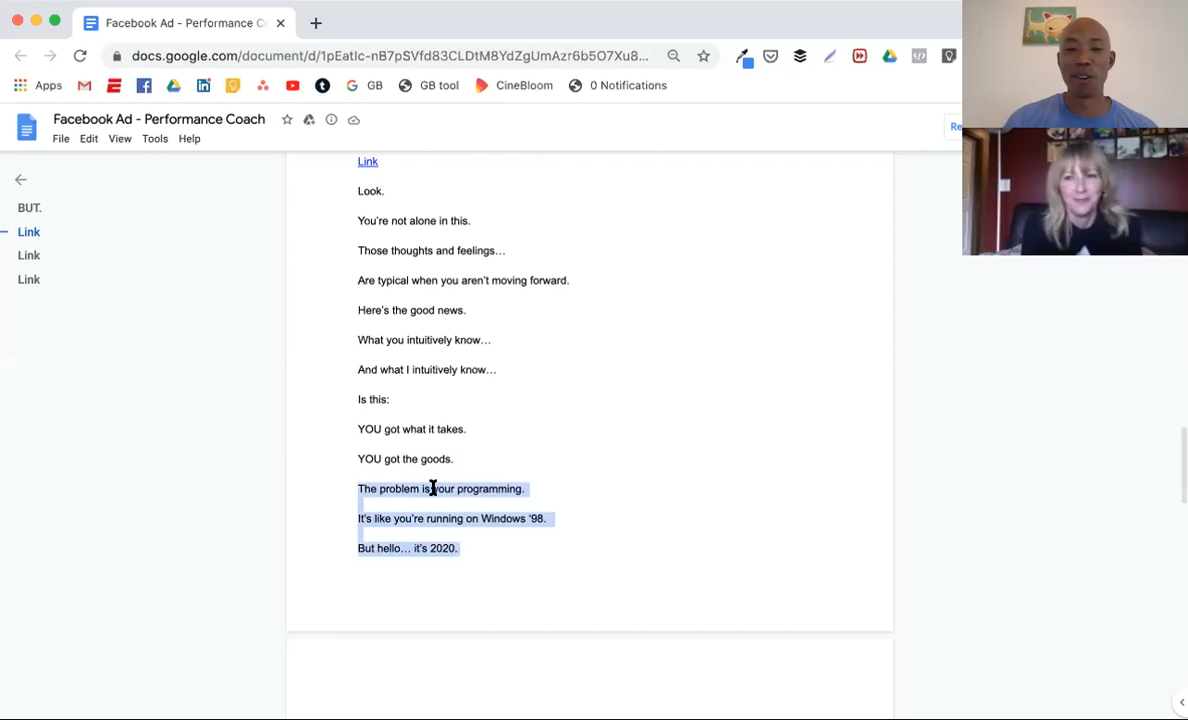 Facebook Ad - Performance C
docs.google.com/document/d/1pEatIc-nB7pSVfd83CLDtM8YdZgUmAzr6b5O7Xu8...
Apps
GB
GB tool
CineBloom
0 Notifications
Facebook Ad - Performance Coach
File Edit View Tools Help
Re
BUT.
Link
Link
Link
Link
Look.
You're not alone in this.
Those thoughts and feelings…
Are typical when you aren't moving forward.
Here's the good news.
What you intuitively know…
And what I intuitively know…
Is this:
YOU got what it takes.
YOU got the goods.
The problem is your programming.
It's like you're running on Windows '98.
But hello… it's 2020.